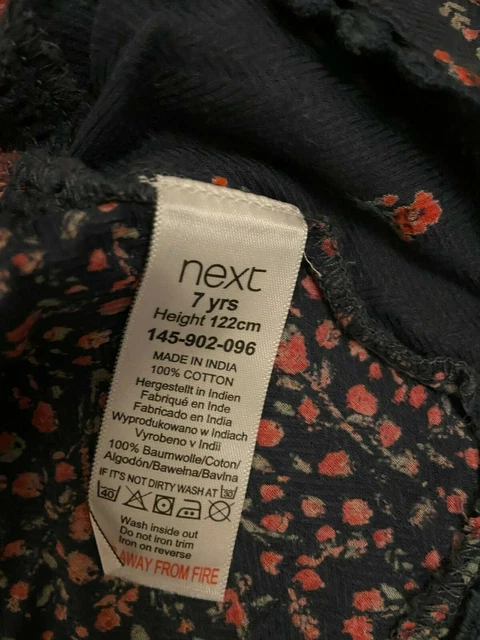 next
7 yrs
Height 122cm
145-902-096
MADE IN INDIA
100% COTTON
Hergestellt in Indien
Fabriqué en Inde
Fabricado en India
Wyprodukowano w Indiach
Vyrobeno v Indii
100% Baumwolle/Coton/
Algodón/Bawełna/Bavlna
IF IT'S NOT DIRTY WASH AT 30
40
Wash inside out
Do not iron trim
Iron on reverse
AWAY FROM FIRE